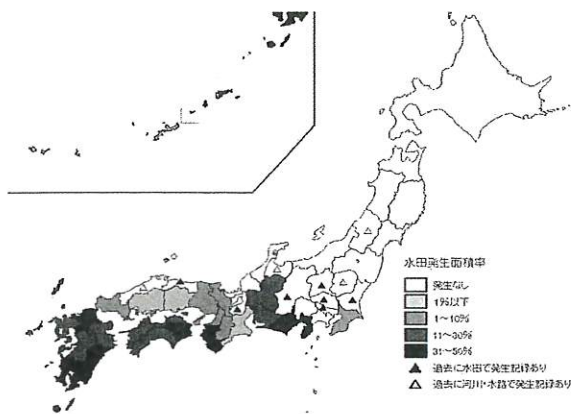 水田発生面積率
発生なし
1%以下
1～10%
11～30%
31～50%
過去に水田で発生記録あり
過去に河川・水路で発生記録あり